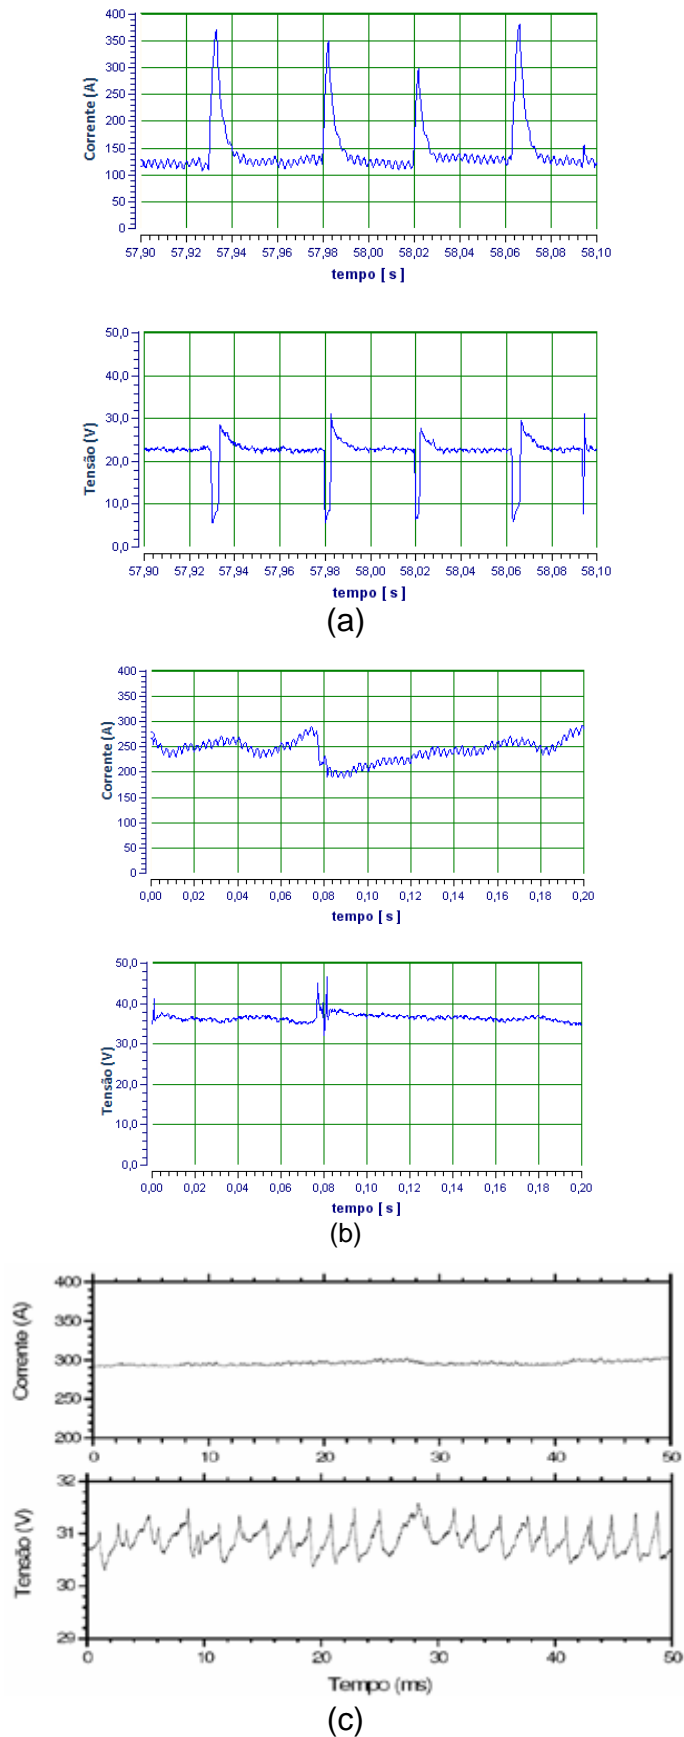 400
350
300
250
200
150
100
50
0
Corrente (A)
57,90 57,92 57,94 57,96 57,98 58,00 58,02 58,04 58,06 58,08 58,10
tempo [ s ]
50,0
40,0
30,0
20,0
10,0
0,0
Tensão (V)
57,90 57,92 57,94 57,96 57,98 58,00 58,02 58,04 58,06 58,08 58,10
tempo [ s ]
(a)
400
350
300
250
200
150
100
50
0
Corrente (A)
0,00 0,02 0,04 0,06 0,08 0,10 0,12 0,14 0,16 0,18 0,20
tempo [ s ]
50,0
40,0
30,0
20,0
10,0
0,0
Tensão (V)
0,00 0,02 0,04 0,06 0,08 0,10 0,12 0,14 0,16 0,18 0,20
tempo [ s ]
(b)
400
350
300
250
200
Corrente (A)
0 10 20 30 40 50
32
31
30
29
Tensão (V)
0 10 20 30 40 50
Tempo (ms)
(c)